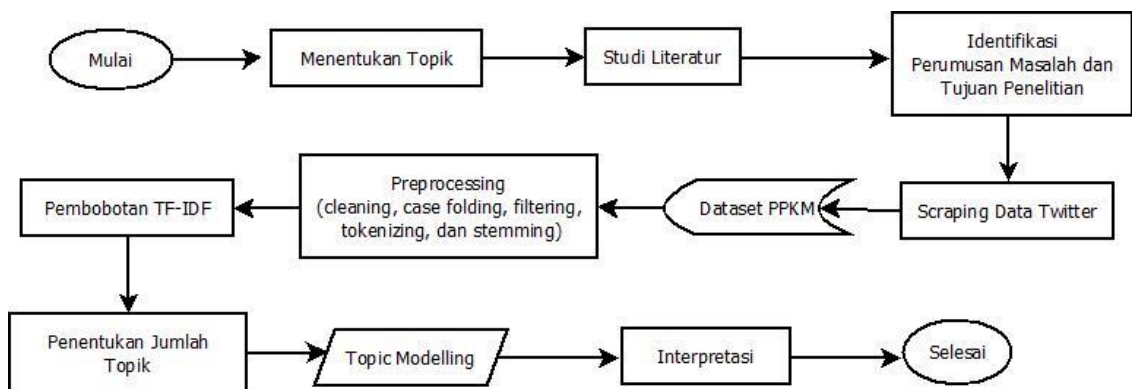 Mulai
Menentukan Topik
Studi Literatur
Identifikasi
Perumusan Masalah dan
Tujuan Penelitian
Scraping Data Twitter
Dataset PPKM
Preprocessing
(cleaning, case folding, filtering,
tokenizing, dan stemming)
Pembobotan TF-IDF
Penentukan Jumlah
Topik
Topic Modelling
Interpretasi
Selesai